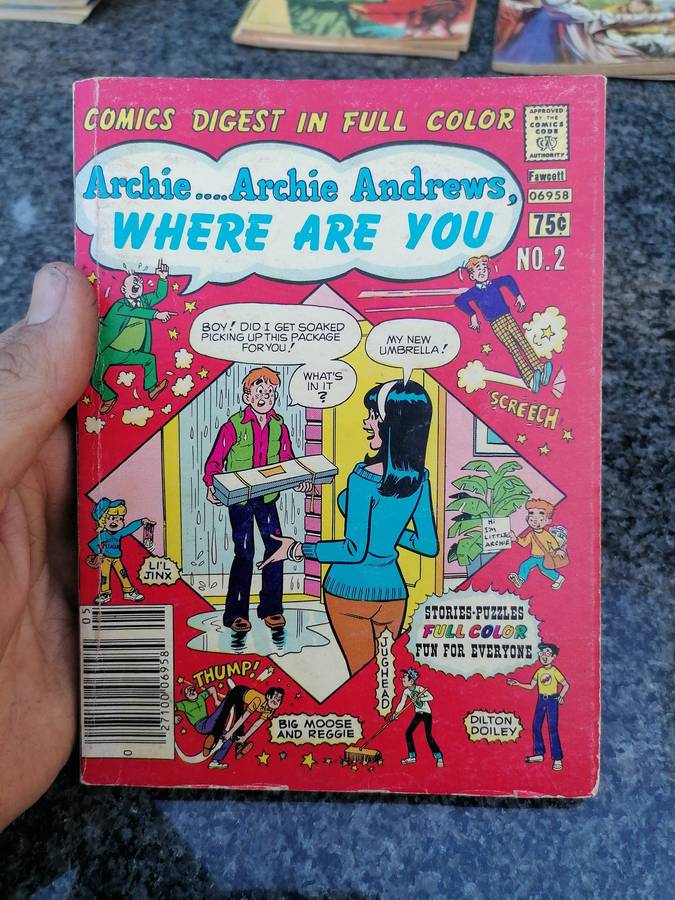 COMICS DIGEST IN FULL COLOR
APPROVED
BY THE
COMICS
CODE
AUTHORITY
Archie....Archie Andrews,
WHERE ARE YOU
Fawcett
06958
75¢
NO. 2
BOY! DID I GET SOAKED
PICKING UP THIS PACKAGE
FOR YOU!
MY NEW
UMBRELLA!
WHAT'S
IN IT
?
SCREECH
HI
I'M
LITTLE
ARCHIE
LI'L
JINX
STORIES-PUZZLES
FULL COLOR
FUN FOR EVERYONE
05
27100 06958
0
THUMP!
BIG MOOSE
AND REGGIE
JUGHEAD
DILTON
DOILEY